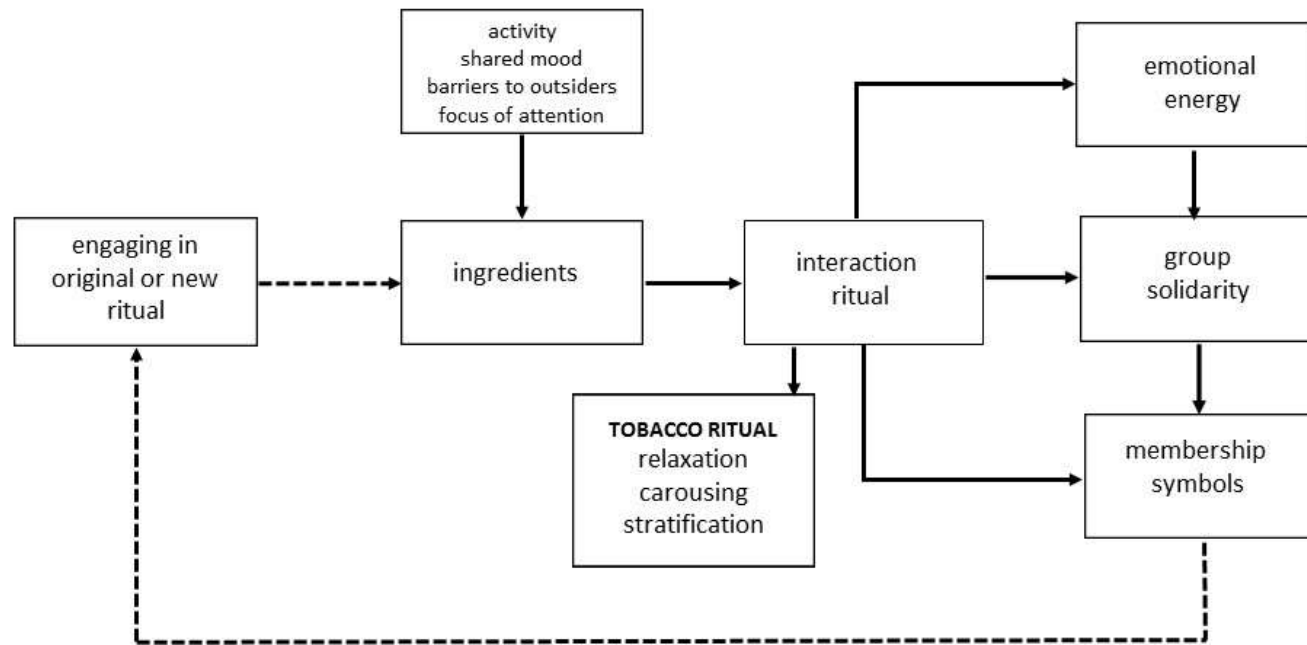 activity
shared mood
barriers to outsiders
focus of attention
emotional
energy
engaging in
original or new
ritual
ingredients
interaction
ritual
group
solidarity
TOBACCO RITUAL
relaxation
carousing
stratification
membership
symbols